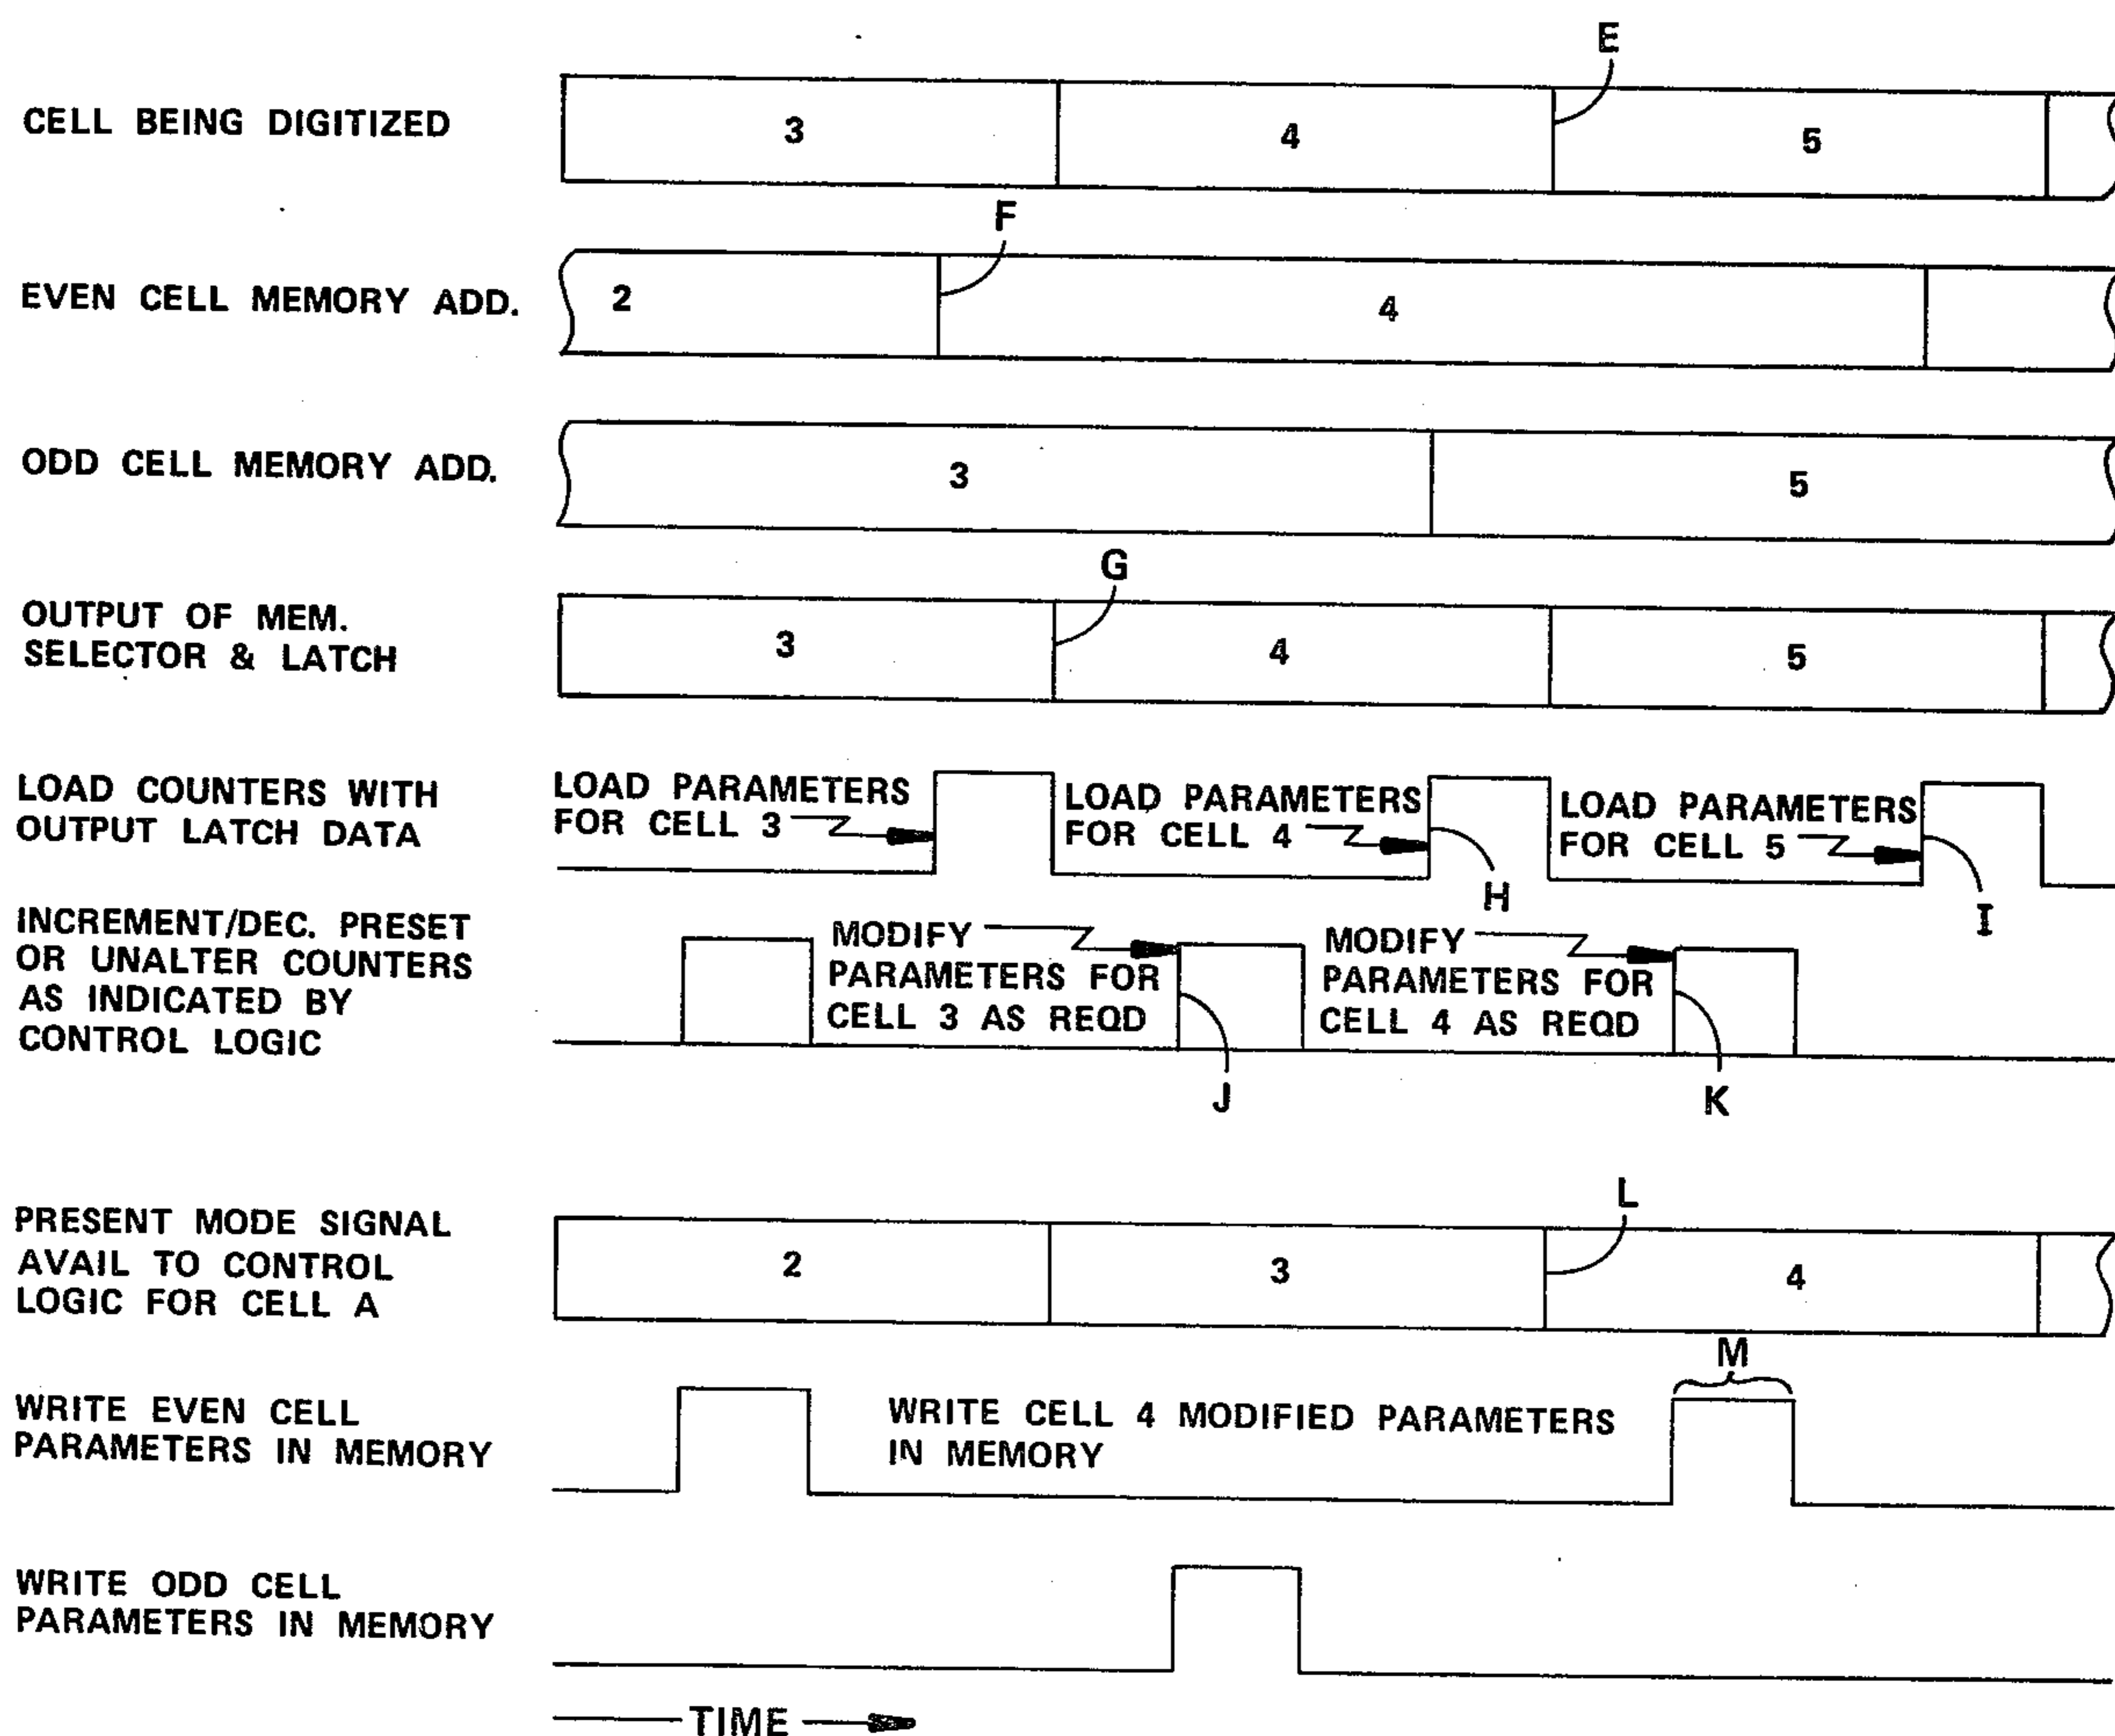 E
CELL BEING DIGITIZED
3 4 5
F
EVEN CELL MEMORY ADD.
2 4
ODD CELL MEMORY ADD.
3 5
G
OUTPUT OF MEM.
SELECTOR & LATCH
3 4 5
LOAD COUNTERS WITH
OUTPUT LATCH DATA
LOAD PARAMETERS
FOR CELL 3
LOAD PARAMETERS
FOR CELL 4
LOAD PARAMETERS
FOR CELL 5
H
I
INCREMENT/DEC. PRESET
OR UNALTER COUNTERS
AS INDICATED BY
CONTROL LOGIC
MODIFY
PARAMETERS FOR
CELL 3 AS REQD
MODIFY
PARAMETERS FOR
CELL 4 AS REQD
J
K
L
PRESENT MODE SIGNAL
AVAIL TO CONTROL
LOGIC FOR CELL A
2 3 4
M
WRITE EVEN CELL
PARAMETERS IN MEMORY
WRITE CELL 4 MODIFIED PARAMETERS
IN MEMORY
WRITE ODD CELL
PARAMETERS IN MEMORY
TIME